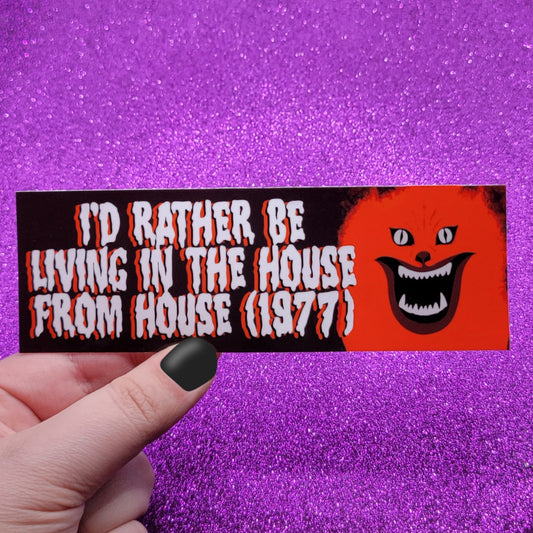 I'D RATHER BE
LIVING IN THE HOUSE
FROM HOUSE (1977)